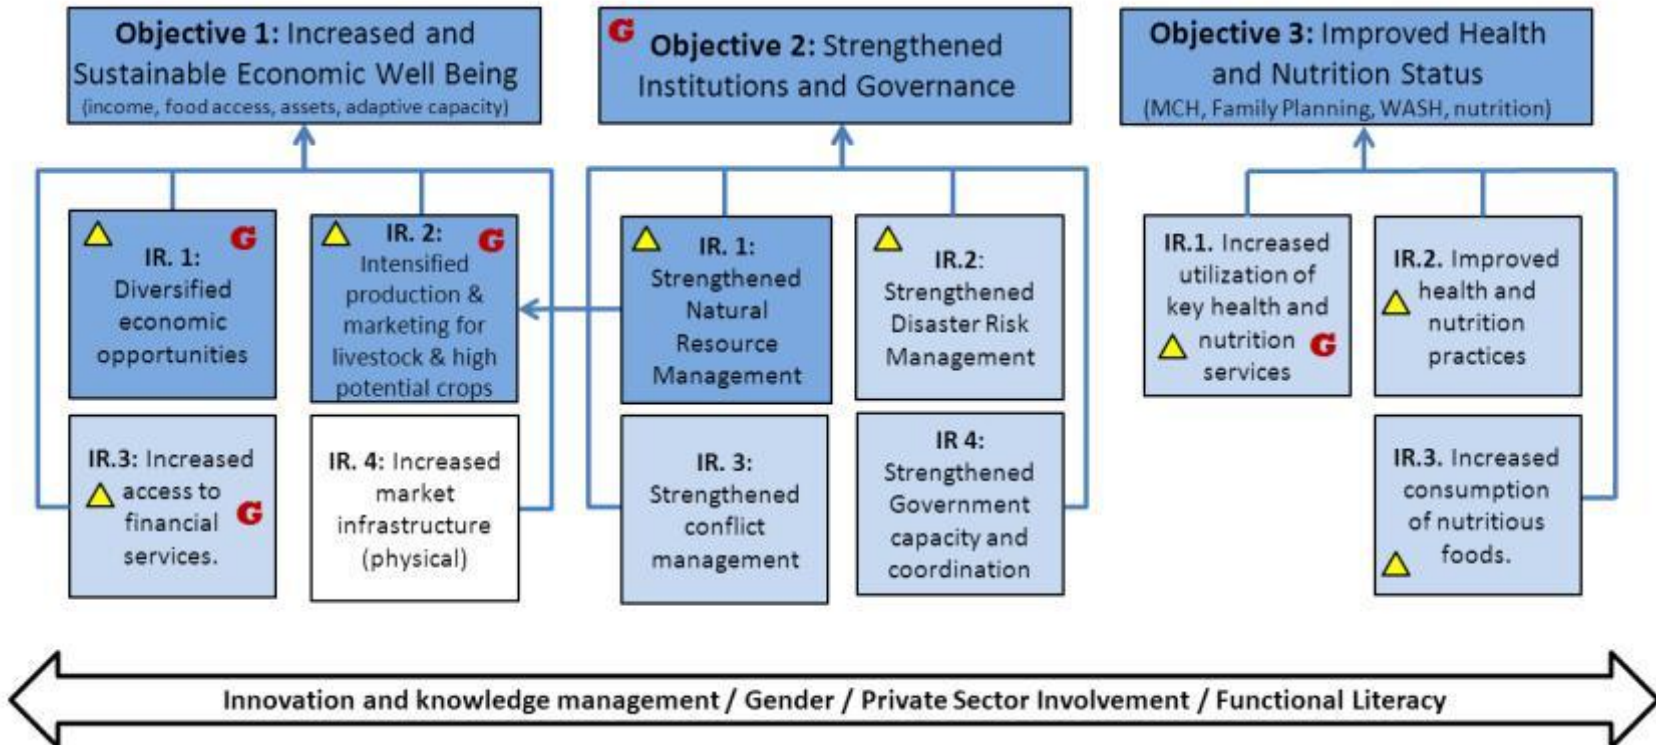 Objective 1: Increased and
Sustainable Economic Well Being
(income, food access, assets, adaptive capacity)
G
Objective 2: Strengthened
Institutions and Governance
Objective 3: Improved Health
and Nutrition Status
(MCH, Family Planning, WASH, nutrition)
G
IR. 1:
Diversified
economic
opportunities
IR. 2:
G
Intensified
production &
marketing for
livestock & high
potential crops
IR. 1:
Strengthened
Natural
Resource
Management
IR.2:
Strengthened
Disaster Risk
Management
IR.1. Increased
utilization of
key health and
nutrition
G
services
IR.2. Improved
health and
nutrition
practices
IR.3: Increased
access to
financial
G
services.
IR. 4: Increased
market
infrastructure
(physical)
IR. 3:
Strengthened
conflict
management
IR 4:
Strengthened
Government
capacity and
coordination
IR.3. Increased
consumption
of nutritious
foods.
Innovation and knowledge management / Gender / Private Sector Involvement / Functional Literacy